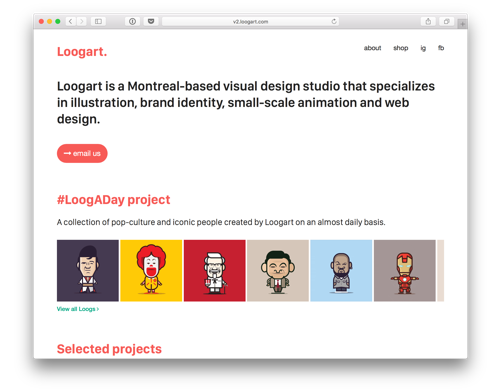 v2.loogart.com
Loogart.
about shop ig fb
Loogart is a Montreal-based visual design studio that specializes
in illustration, brand identity, small-scale animation and web
design.
→ email us
#LoogADay project
A collection of pop-culture and iconic people created by Loogart on an almost daily basis.
View all Loogs ›
Selected projects